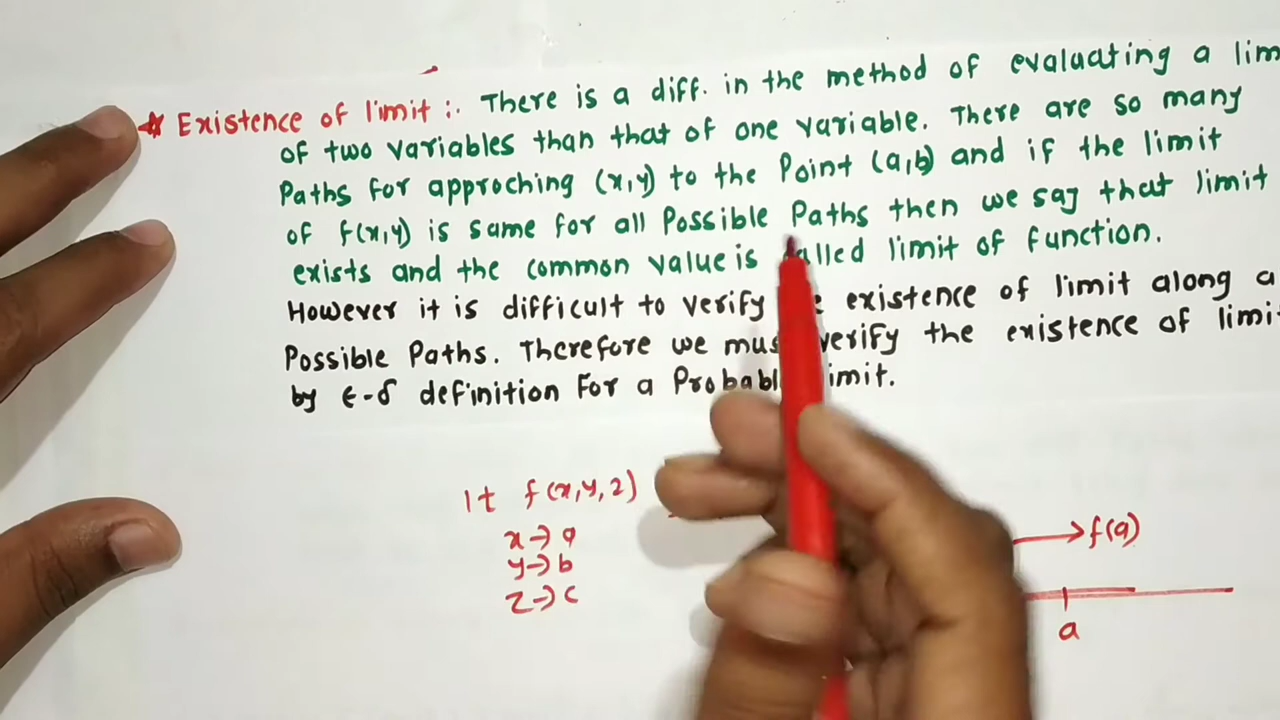 * Existence of limit :. There is a diff. in the method of evaluating a lim
of two variables than that of one variable. There are so many
Paths for approching (x,y) to the Point (a,b) and if the limit
of f(x,y) is same for all Possible Paths then we say that limit
exists and the common value is called limit of function.
However it is difficult to verify existence of limit along a
Possible Paths. Therefore we must verify the existence of limi
by ϵ-δ definition For a Probable limit.
lt f(x,y,z)
x→a
y→b
z→c
→f(a)
a